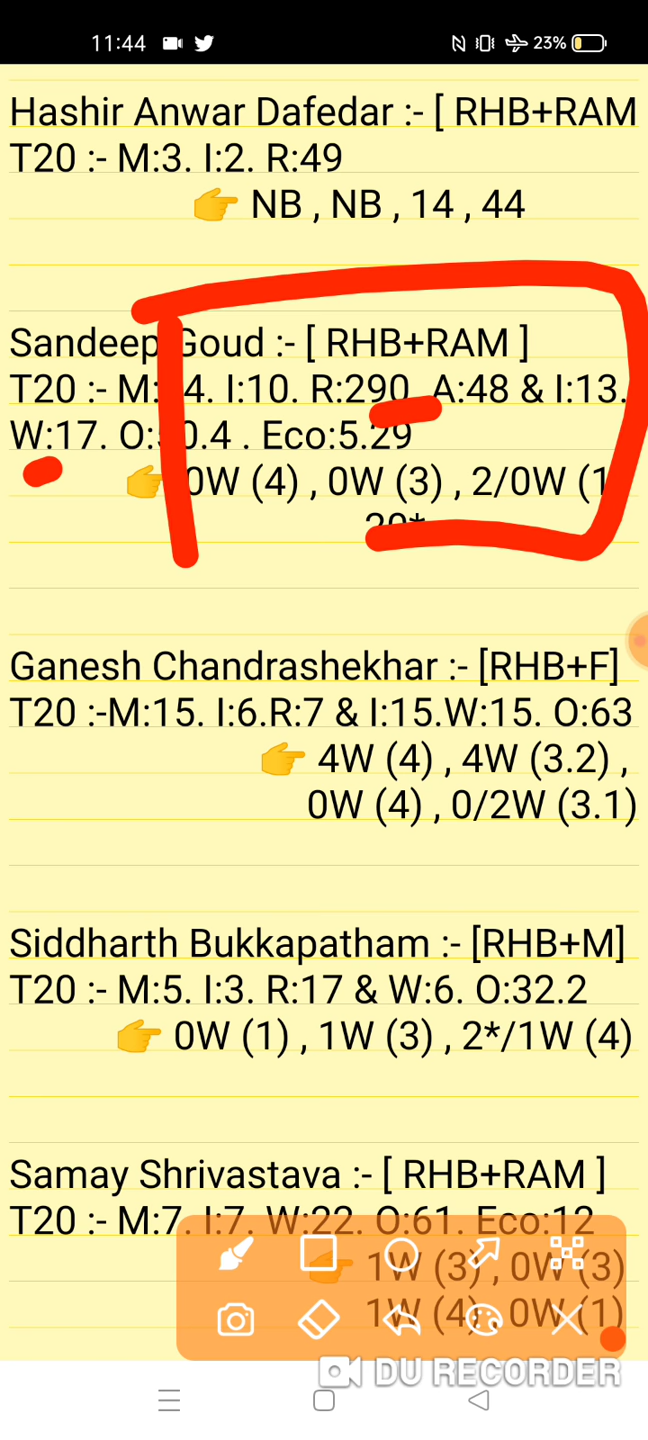 11:44 23%
Hashir Anwar Dafedar :- [ RHB+RAM
T20 :- M:3. I:2. R:49
👉 NB , NB , 14 , 44
Sandeep Goud :- [ RHB+RAM ]
T20 :- 4. I:10. R:290 A:48 & I:13.
W:17. 0.4 . Eco:5.29
👉 0W (4) , 0W (3) , 2/0W (1
20*
Ganesh Chandrashekhar :- [RHB+F]
T20 :-M:15. I:6.R:7 & I:15.W:15. O:63
👉 4W (4) , 4W (3.2) ,
0W (4) , 0/2W (3.1)
Siddharth Bukkapatham :- [RHB+M]
T20 :- M:5. I:3. R:17 & W:6. O:32.2
👉 0W (1) , 1W (3) , 2*/1W (4)
Samay Shrivastava :- [ RHB+RAM ]
T20 :- M:7. I:7. W:22. O:61. Eco:12
👉 1W (3) , 0W (3)
1W (4) , 0W (1)
DU RECORDER